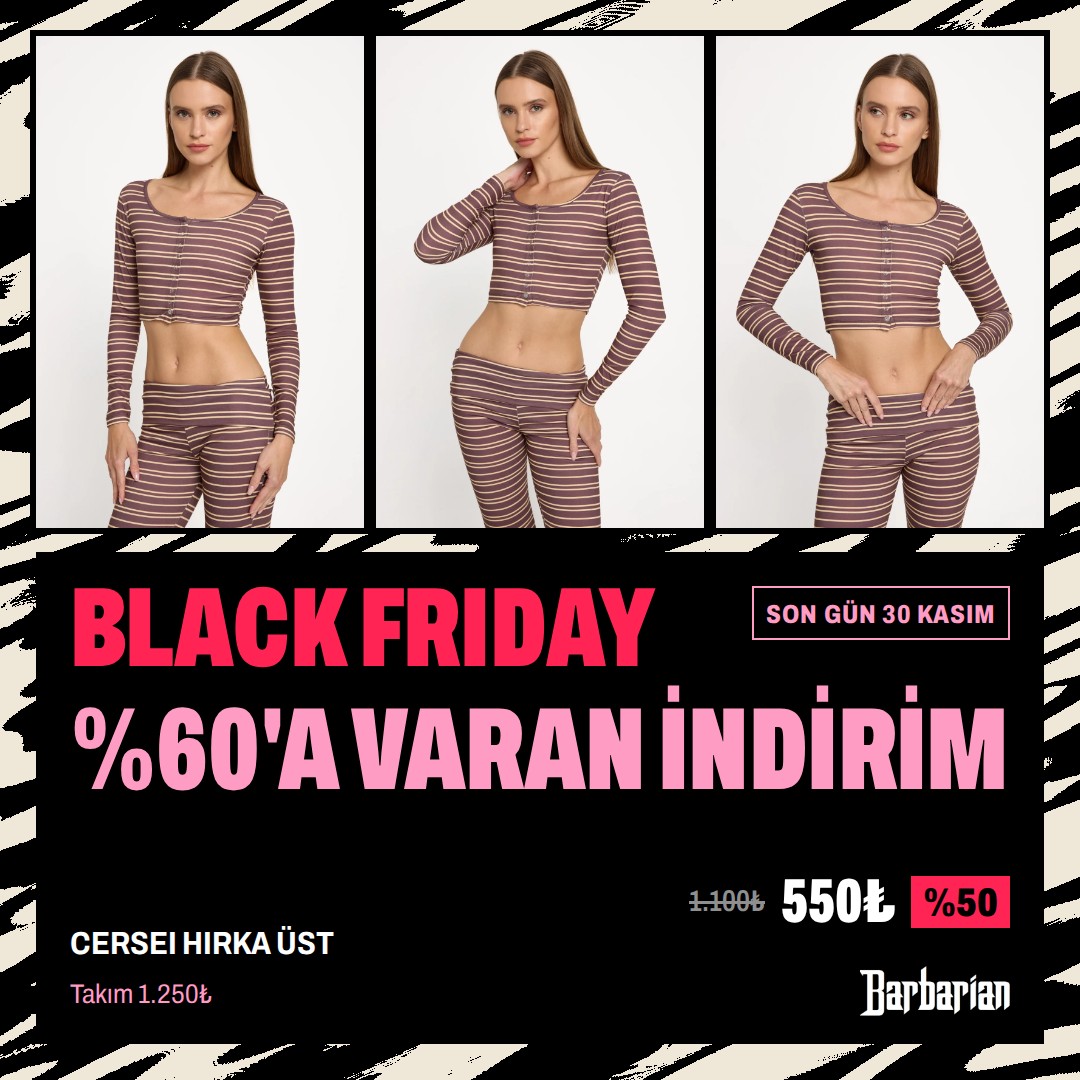 BLACK FRIDAY
SON GÜN 30 KASIM
%60'A VARAN İNDİRİM
1.100₺ 550₺ %50
CERSEI HIRKA ÜST
Takım 1.250₺
Barbarian